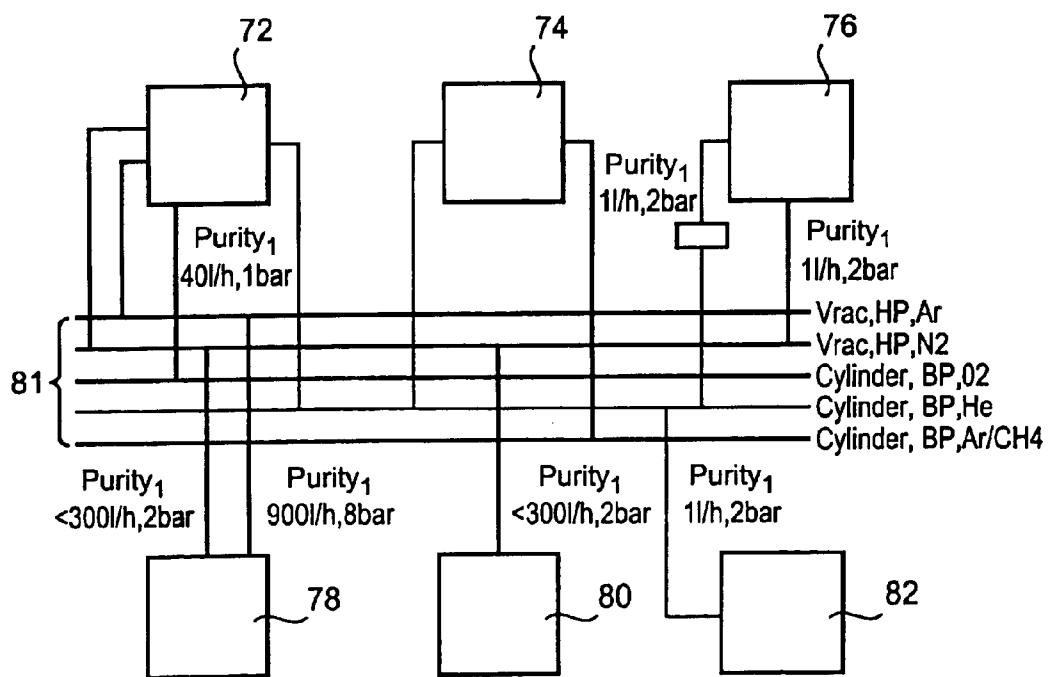 72
74
76
Purity1
1l/h,2bar
Purity1
40l/h,1bar
Purity1
1l/h,2bar
81
Vrac,HP,Ar
Vrac,HP,N2
Cylinder, BP,02
Cylinder, BP,He
Cylinder, BP,Ar/CH4
Purity1
<300l/h,2bar
Purity1
900l/h,8bar
Purity1
<300l/h,2bar
Purity1
1l/h,2bar
78
80
82